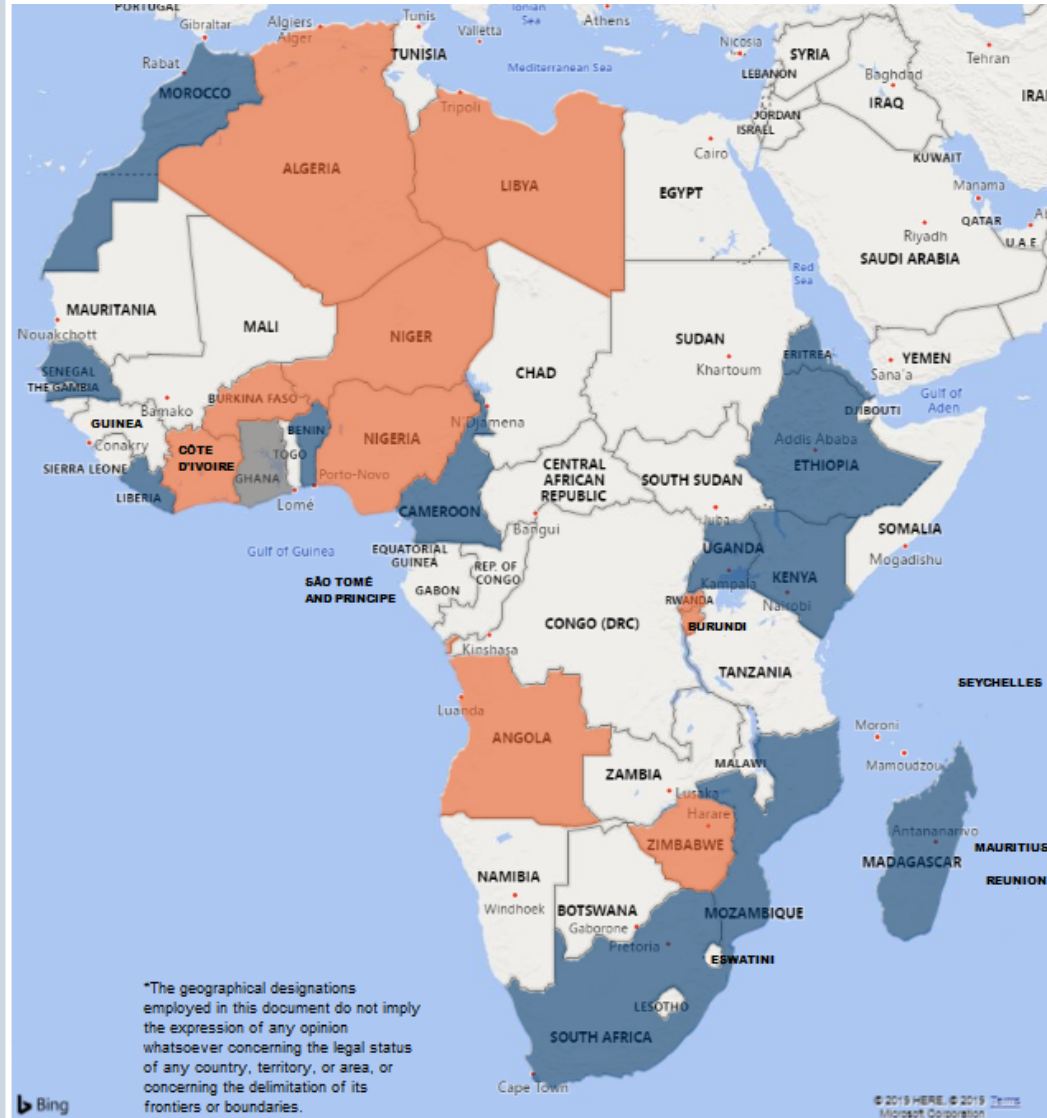 PORTUGAL
Gibraltar
Algiers
Alger
Tunis
Ionian
Sea
Athens
Valletta
Nicosia
SYRIA
Tehran
Rabat
TUNISIA
Mediterranean Sea
LEBANON
Baghdad
MOROCCO
Tripoli
IRAQ
IRA
JORDAN
ISRAEL
Cairo
KUWAIT
ALGERIA
LIBYA
EGYPT
Manama
QATAR
Riyadh
U.A.E.
SAUDI ARABIA
Red
Sea
MAURITANIA
Nouakchott
MALI
NIGER
SUDAN
Khartoum
ERITREA
YEMEN
Sana'a
SENEGAL
THE GAMBIA
CHAD
Gulf of
Aden
BURKINA FASO
Bamako
N'Djamena
DJIBOUTI
GUINEA
Conakry
BENIN
NIGERIA
Addis Ababa
CÔTE
D'IVOIRE
TOGO
SIERRA LEONE
GHANA
Porto-Novo
CENTRAL
AFRICAN
REPUBLIC
SOUTH SUDAN
ETHIOPIA
LIBERIA
Lomé
CAMEROON
Bangui
Juba
SOMALIA
Gulf of Guinea
EQUATORIAL
GUINEA
REP. OF
CONGO
UGANDA
Mogadishu
SÃO TOMÉ
AND PRINCIPE
GABON
Kampala
KENYA
RWANDA
Nairobi
CONGO (DRC)
BURUNDI
Kinshasa
TANZANIA
SEYCHELLES
Luanda
Moroni
ANGOLA
Mamoudzou
ZAMBIA
MALAWI
Lusaka
Harare
Antananarivo
ZIMBABWE
MADAGASCAR
MAURITIUS
NAMIBIA
REUNION
Windhoek
BOTSWANA
MOZAMBIQUE
Gaborone
Pretoria
ESWATINI
LESOTHO
SOUTH AFRICA
Cape Town
*The geographical designations
employed in this document do not imply
the expression of any opinion
whatsoever concerning the legal status
of any country, territory, or area, or
concerning the delimitation of its
frontiers or boundaries.
Bing
© 2019 HERE, © 2019 Terms
Microsoft Corporation